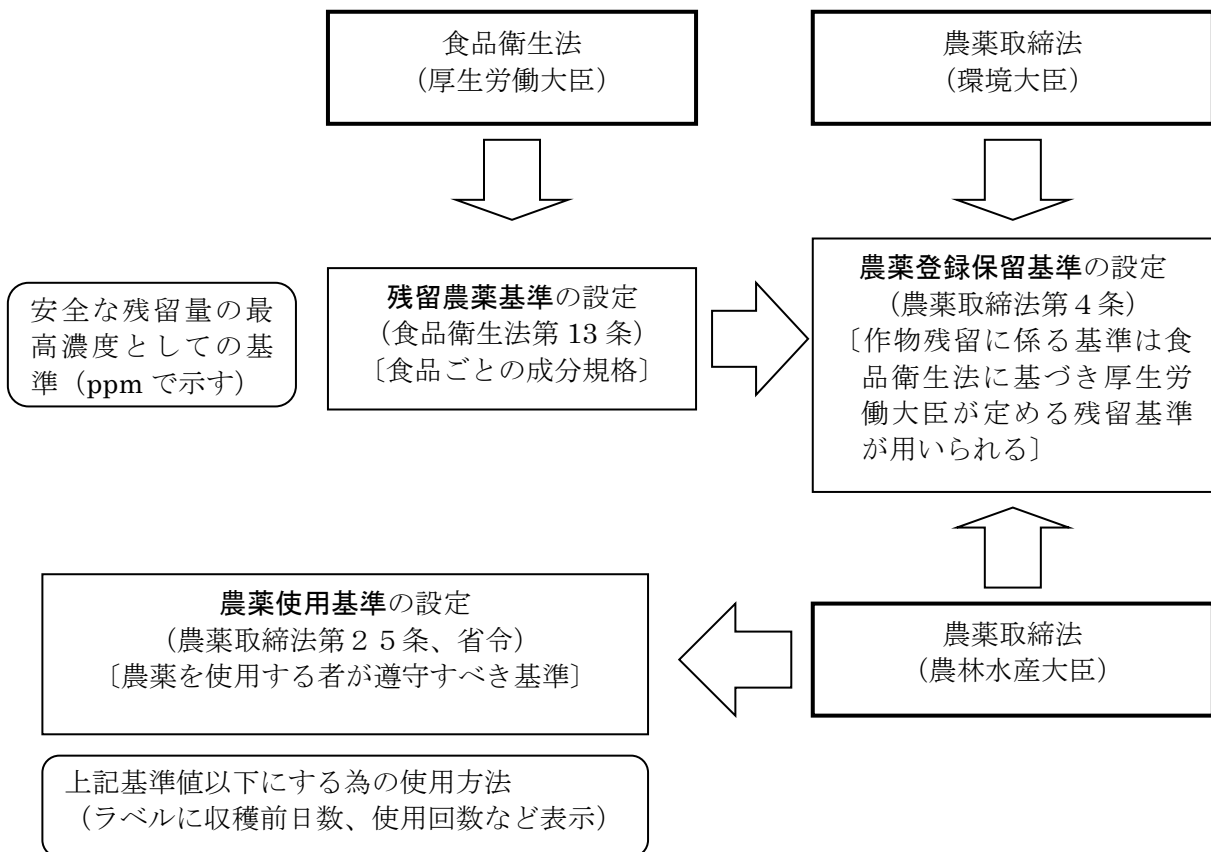 食品衛生法
（厚生労働大臣）
農薬取締法
（環境大臣）
安全な残留量の最
高濃度としての基
準（ppm で示す）
残留農薬基準の設定
（食品衛生法第 13 条）
〔食品ごとの成分規格〕
農薬登録保留基準の設定
（農薬取締法第４条）
〔作物残留に係る基準は食
品衛生法に基づき厚生労
働大臣が定める残留基準
が用いられる〕
農薬使用基準の設定
（農薬取締法第２５条、省令）
〔農薬を使用する者が遵守すべき基準〕
農薬取締法
（農林水産大臣）
上記基準値以下にする為の使用方法
（ラベルに収穫前日数、使用回数など表示）